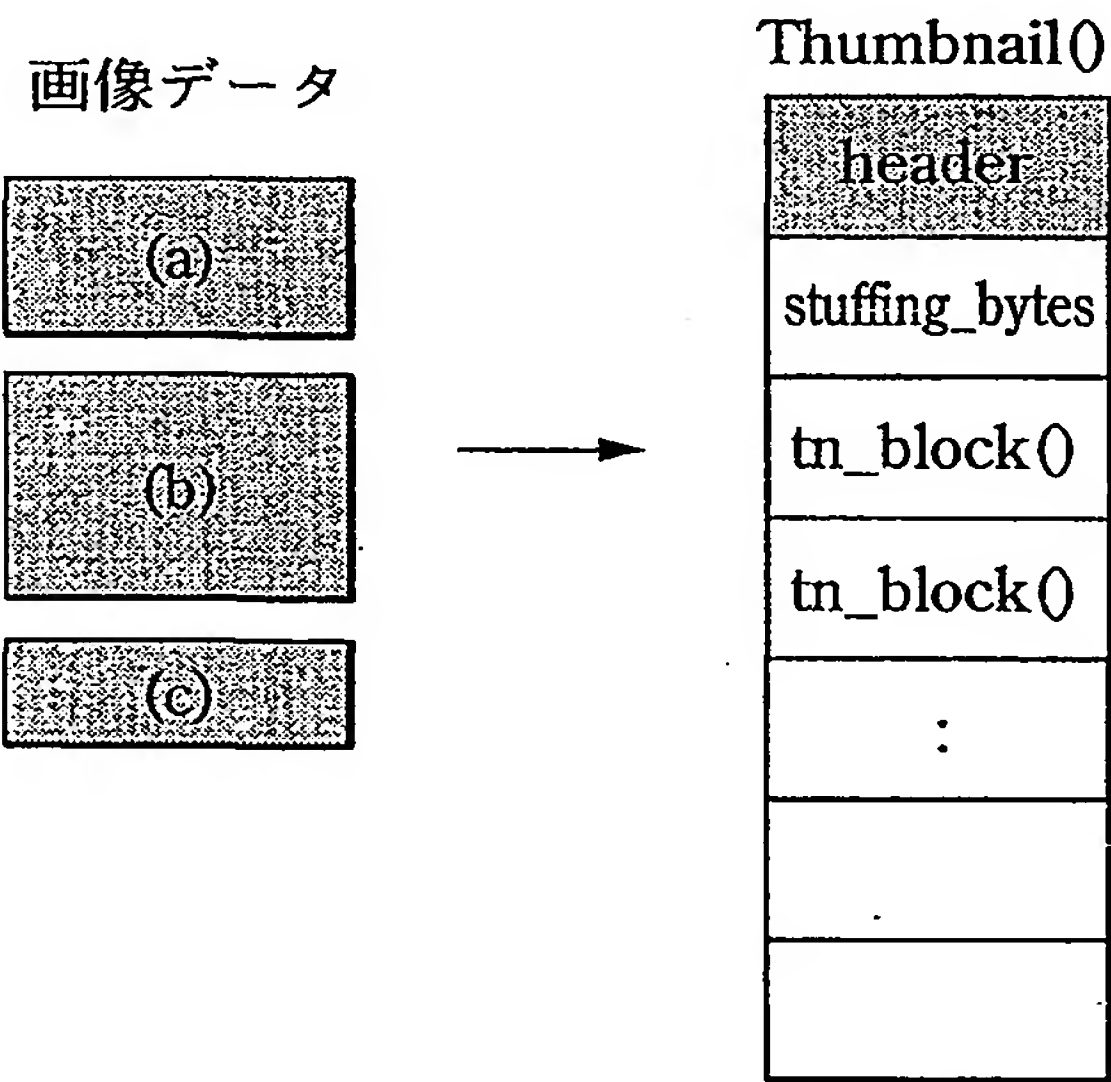 画像データ
(a)
(b)
(c)
Thumbnail()
header
stuffing_bytes
tn_block()
tn_block()
: